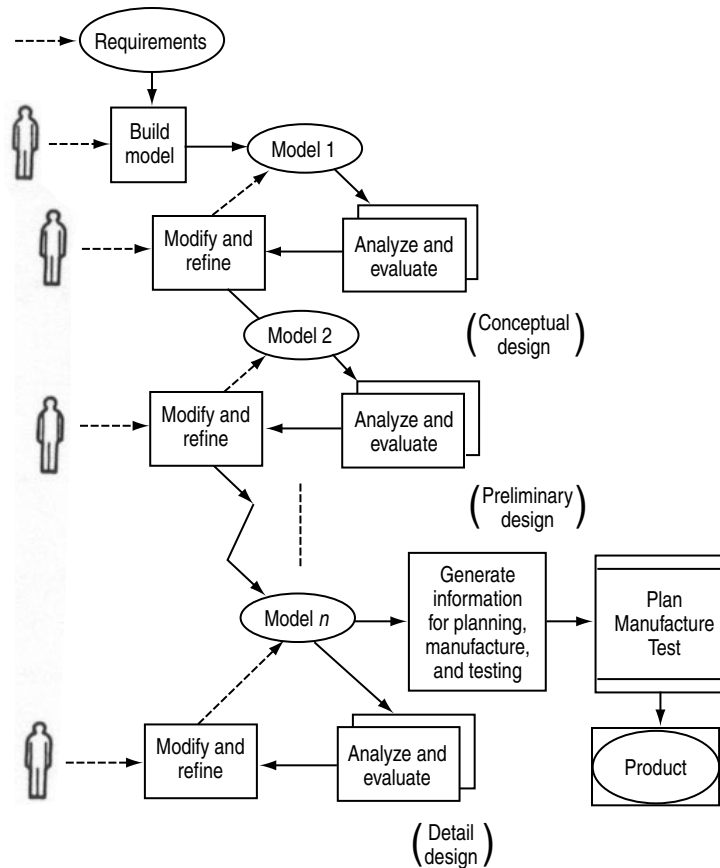 Requirements
Build
model
Model 1
Modify and
refine
Analyze and
evaluate
Model 2
(Conceptual
design)
Modify and
refine
Analyze and
evaluate
(Preliminary
design)
Model n
Generate
information
for planning,
manufacture,
and testing
Plan
Manufacture
Test
Modify and
refine
Analyze and
evaluate
Product
(Detail
design)